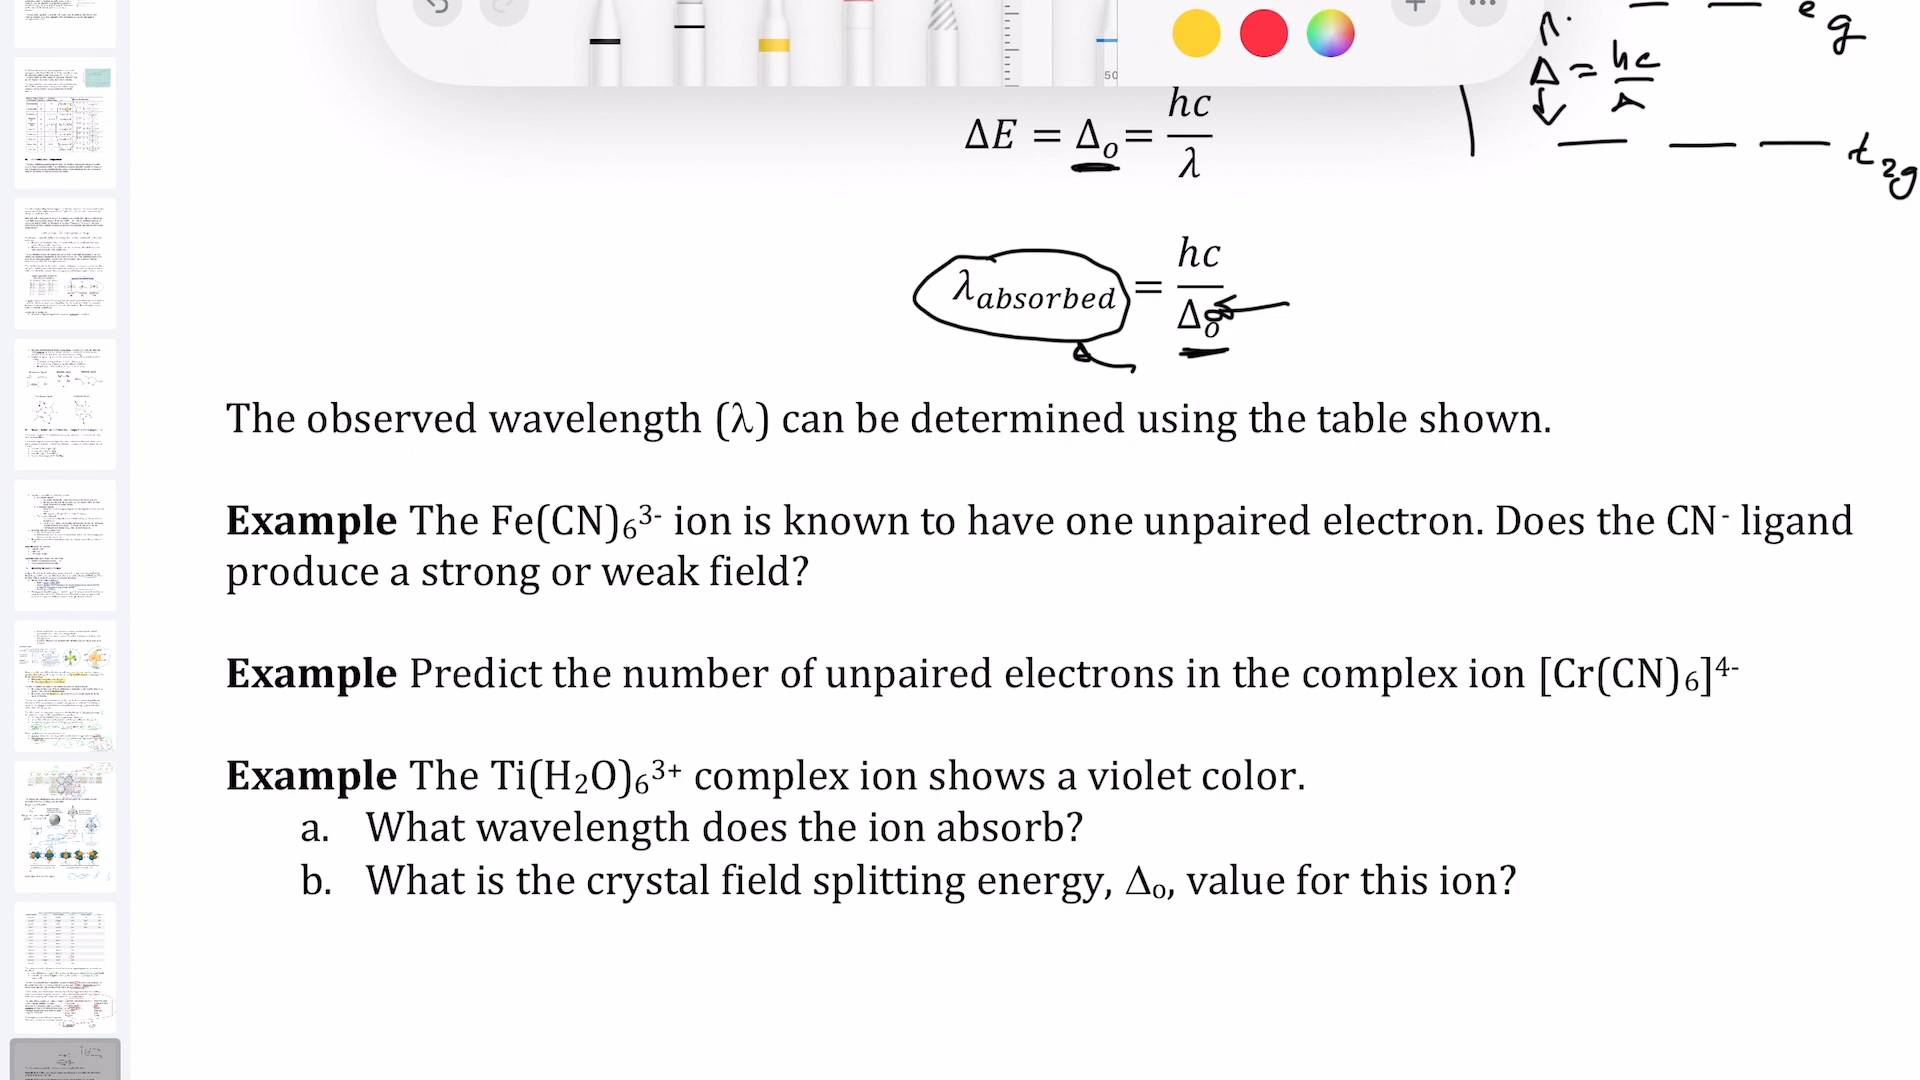 50
e g
Δ = hc
λ
t 2g
ΔE = Δo = hc
λ
λabsorbed = hc
Δo
The observed wavelength (λ) can be determined using the table shown.
Example The Fe(CN)₆³⁻ ion is known to have one unpaired electron. Does the CN⁻ ligand
produce a strong or weak field?
Example Predict the number of unpaired electrons in the complex ion [Cr(CN)₆]⁴⁻
Example The Ti(H₂O)₆³⁺ complex ion shows a violet color.
a. What wavelength does the ion absorb?
b. What is the crystal field splitting energy, Δₒ, value for this ion?